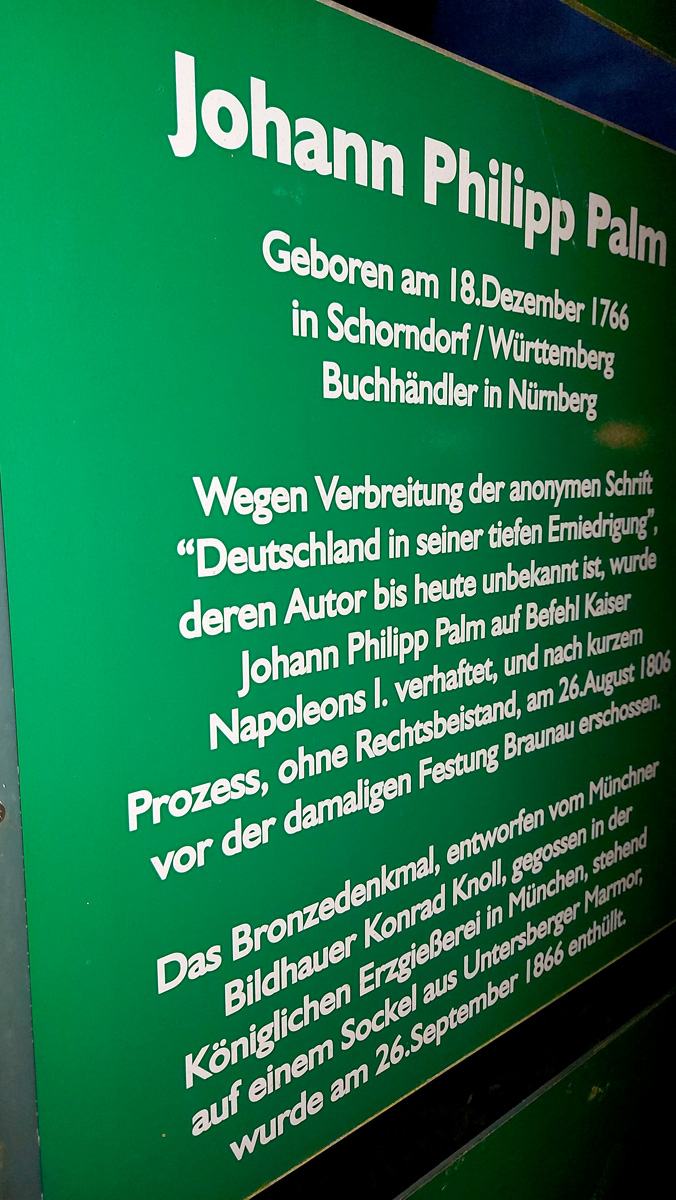 Johann Philipp Palm
Geboren am 18.Dezember 1766
in Schorndorf / Württemberg
Buchhändler in Nürnberg
Wegen Verbreitung der anonymen Schrift
“Deutschland in seiner tiefen Erniedrigung”,
deren Autor bis heute unbekannt ist, wurde
Johann Philipp Palm auf Befehl Kaiser
Napoleons I. verhaftet, und nach kurzem
Prozess, ohne Rechtsbeistand, am 26.August 1806
vor der damaligen Festung Braunau erschossen.
Das Bronzedenkmal, entworfen vom Münchner
Bildhauer Konrad Knoll, gegossen in der
Königlichen Erzgießerei in München, stehend
auf einem Sockel aus Untersberger Marmor,
wurde am 26.September 1866 enthüllt.